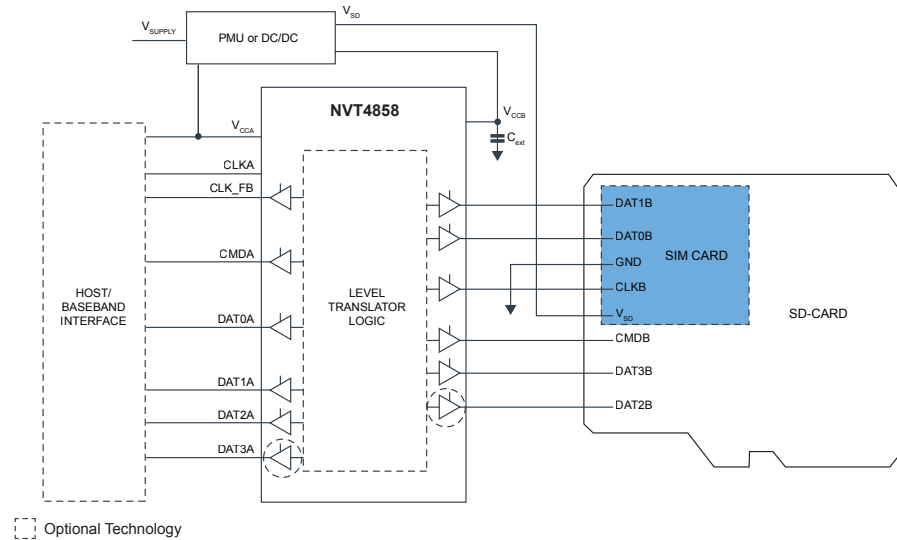 V_SD
V_SUPPLY
PMU or DC/DC
NVT4858
V_CCB
V_CCA
C_ext
CLKA
CLK_FB
CMDA
DAT0A
DAT1A
DAT2A
DAT3A
HOST/
BASEBAND
INTERFACE
LEVEL
TRANSLATOR
LOGIC
DAT1B
DAT0B
GND
CLKB
V_SD
SIM CARD
CMDB
DAT3B
DAT2B
SD-CARD
Optional Technology